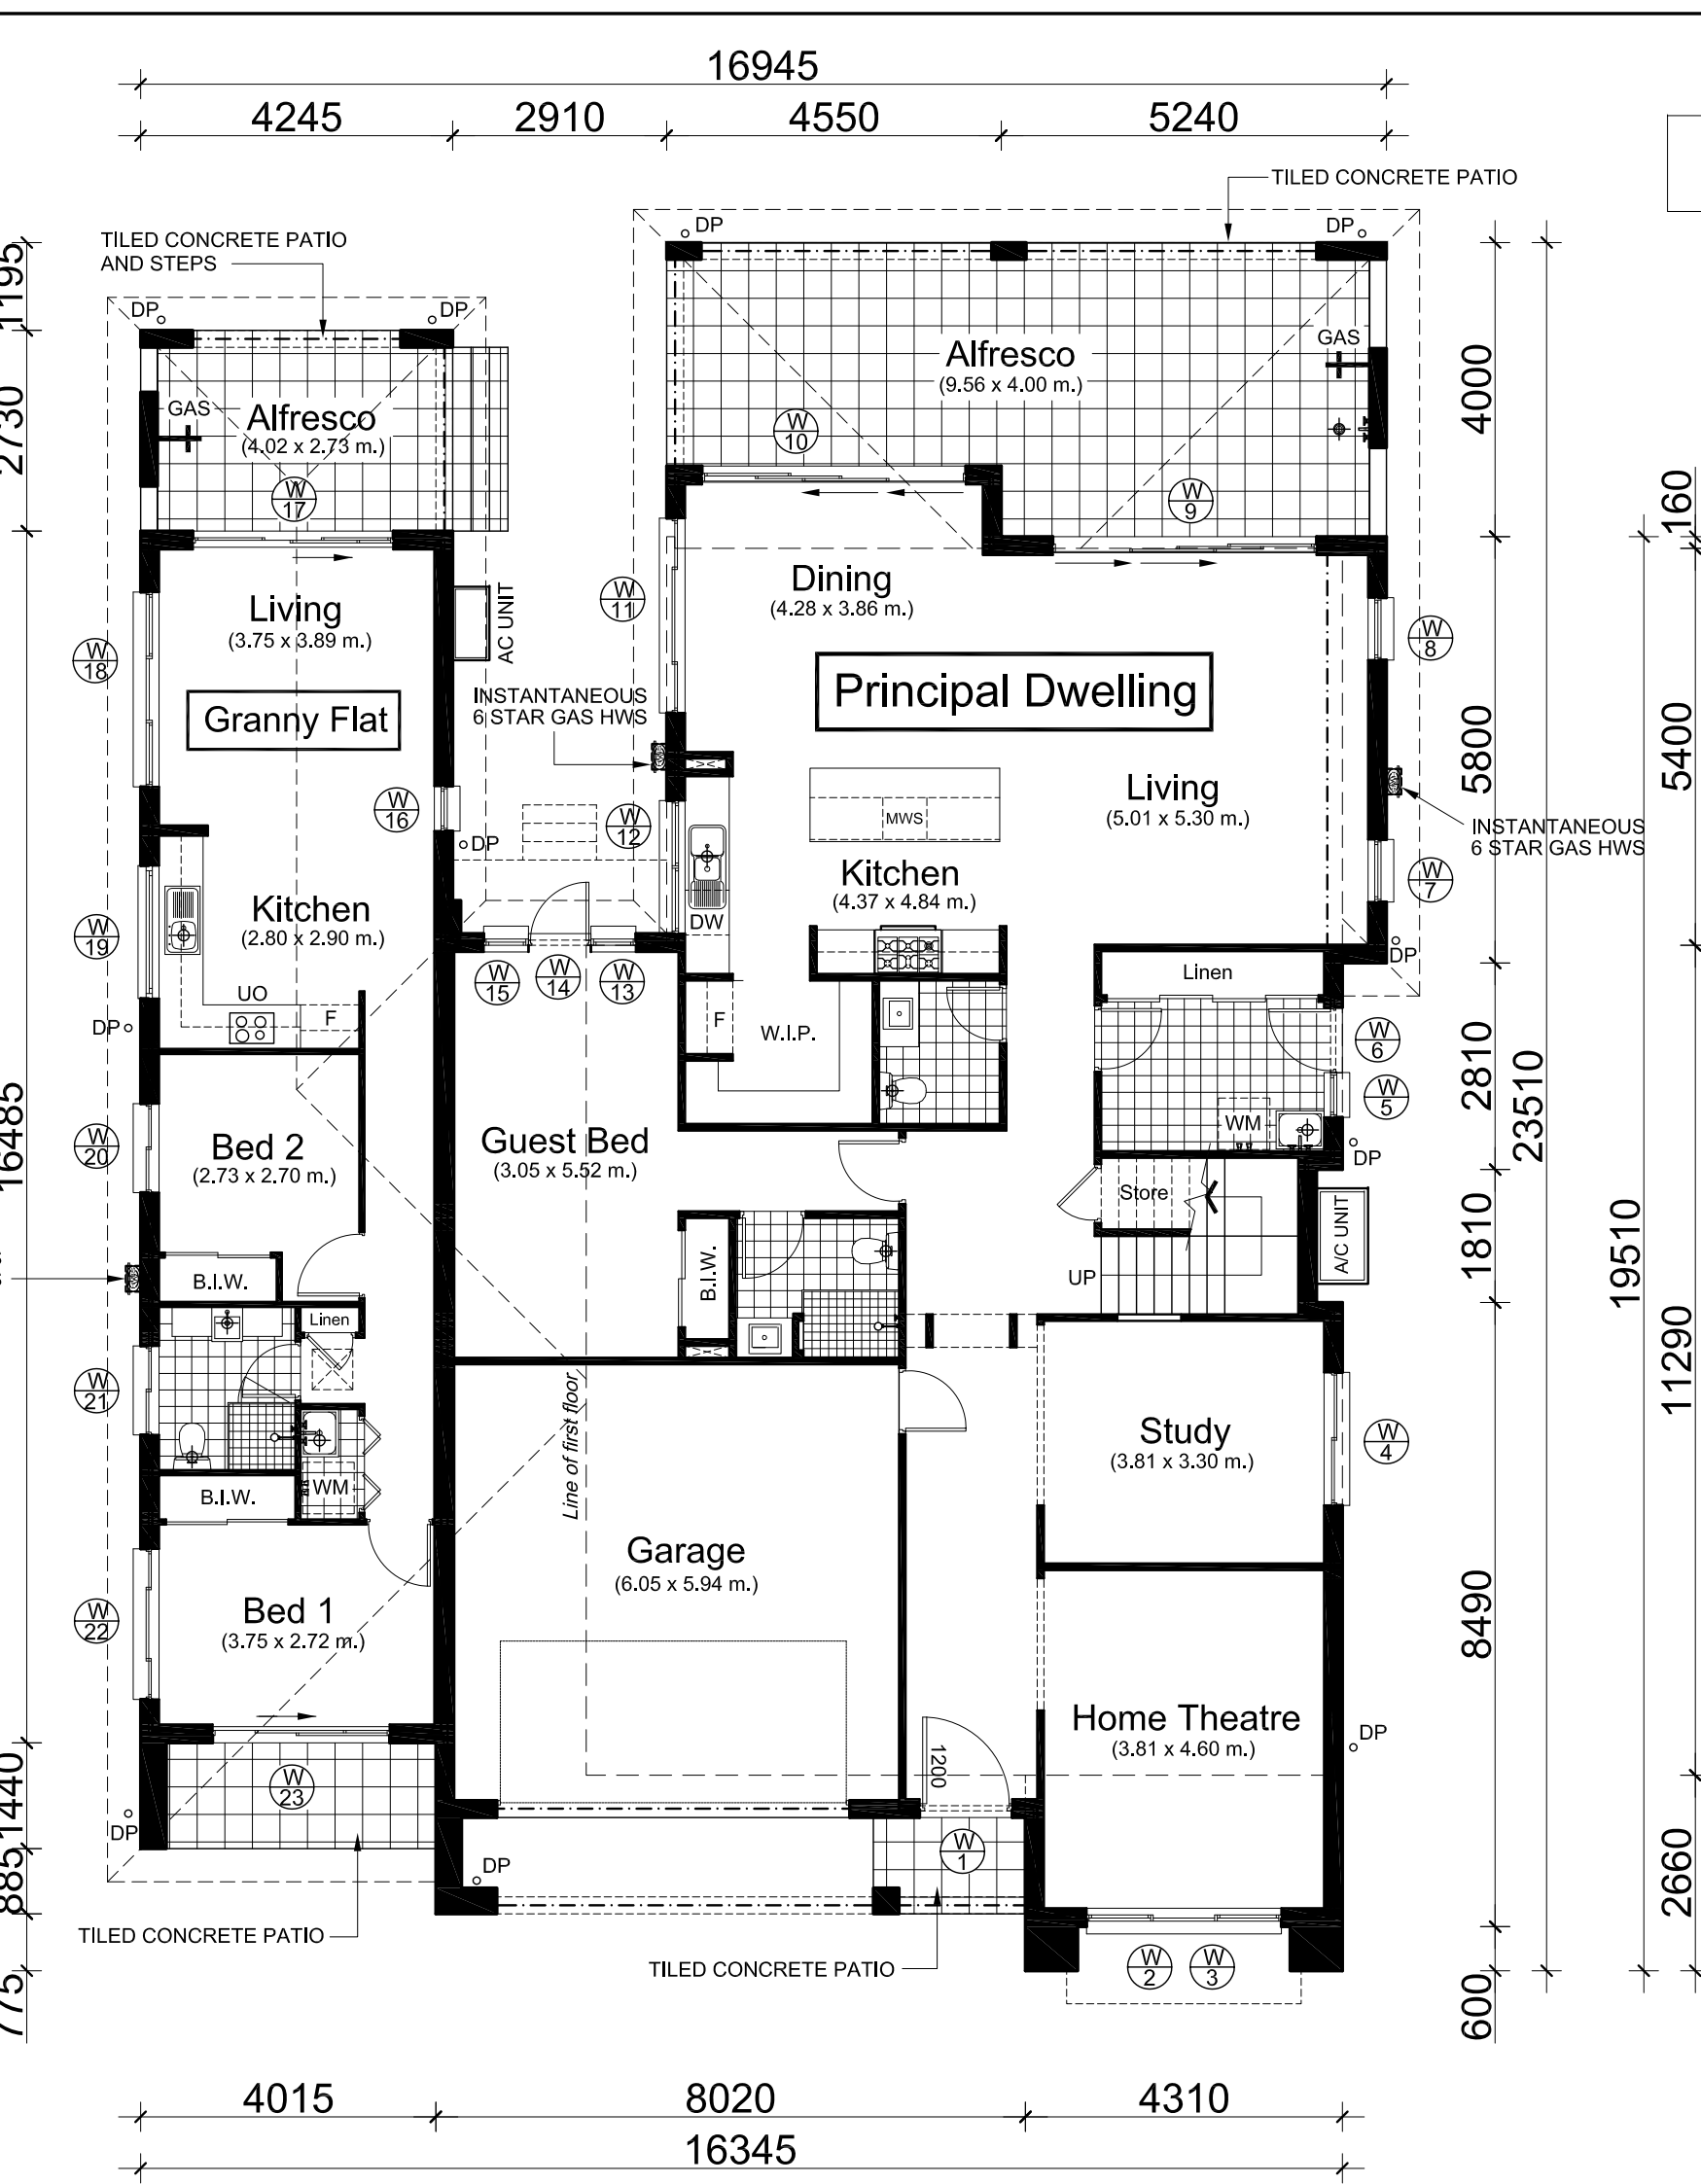 16945
4245
2910
4550
5240
TILED CONCRETE PATIO
TILED CONCRETE PATIO
AND STEPS
DP
DP
DP
DP
GAS
Alfresco
(4.02 x 2.73 m.)
W
17
Alfresco
(9.56 x 4.00 m.)
GAS
W
10
W
9
1195
2730
16485
1440
885
775
Living
(3.75 x 3.89 m.)
W
18
Granny Flat
AC UNIT
W
11
INSTANTANEOUS
6 STAR GAS HWS
W
16
DP
W
12
Dining
(4.28 x 3.86 m.)
Principal Dwelling
W
8
MWS
Living
(5.01 x 5.30 m.)
INSTANTANEOUS
6 STAR GAS HWS
W
7
Kitchen
(4.37 x 4.84 m.)
DW
DP
Kitchen
(2.80 x 2.90 m.)
W
19
UO
F
DP
W
15
W
14
W
13
F
W.I.P.
Linen
W
6
W
5
WM
DP
Bed 2
(2.73 x 2.70 m.)
W
20
Guest Bed
(3.05 x 5.52 m.)
Store
UP
A/C UNIT
B.I.W.
B.I.W.
Linen
W
21
WM
B.I.W.
Line of first floor
Study
(3.81 x 3.30 m.)
W
4
Garage
(6.05 x 5.94 m.)
Bed 1
(3.75 x 2.72 m.)
W
22
Home Theatre
(3.81 x 4.60 m.)
DP
1200
W
23
DP
DP
W
1
TILED CONCRETE PATIO
TILED CONCRETE PATIO
W
2
W
3
4000
5800
2810
1810
8490
600
23510
19510
160
5400
11290
2660
4015
8020
4310
16345